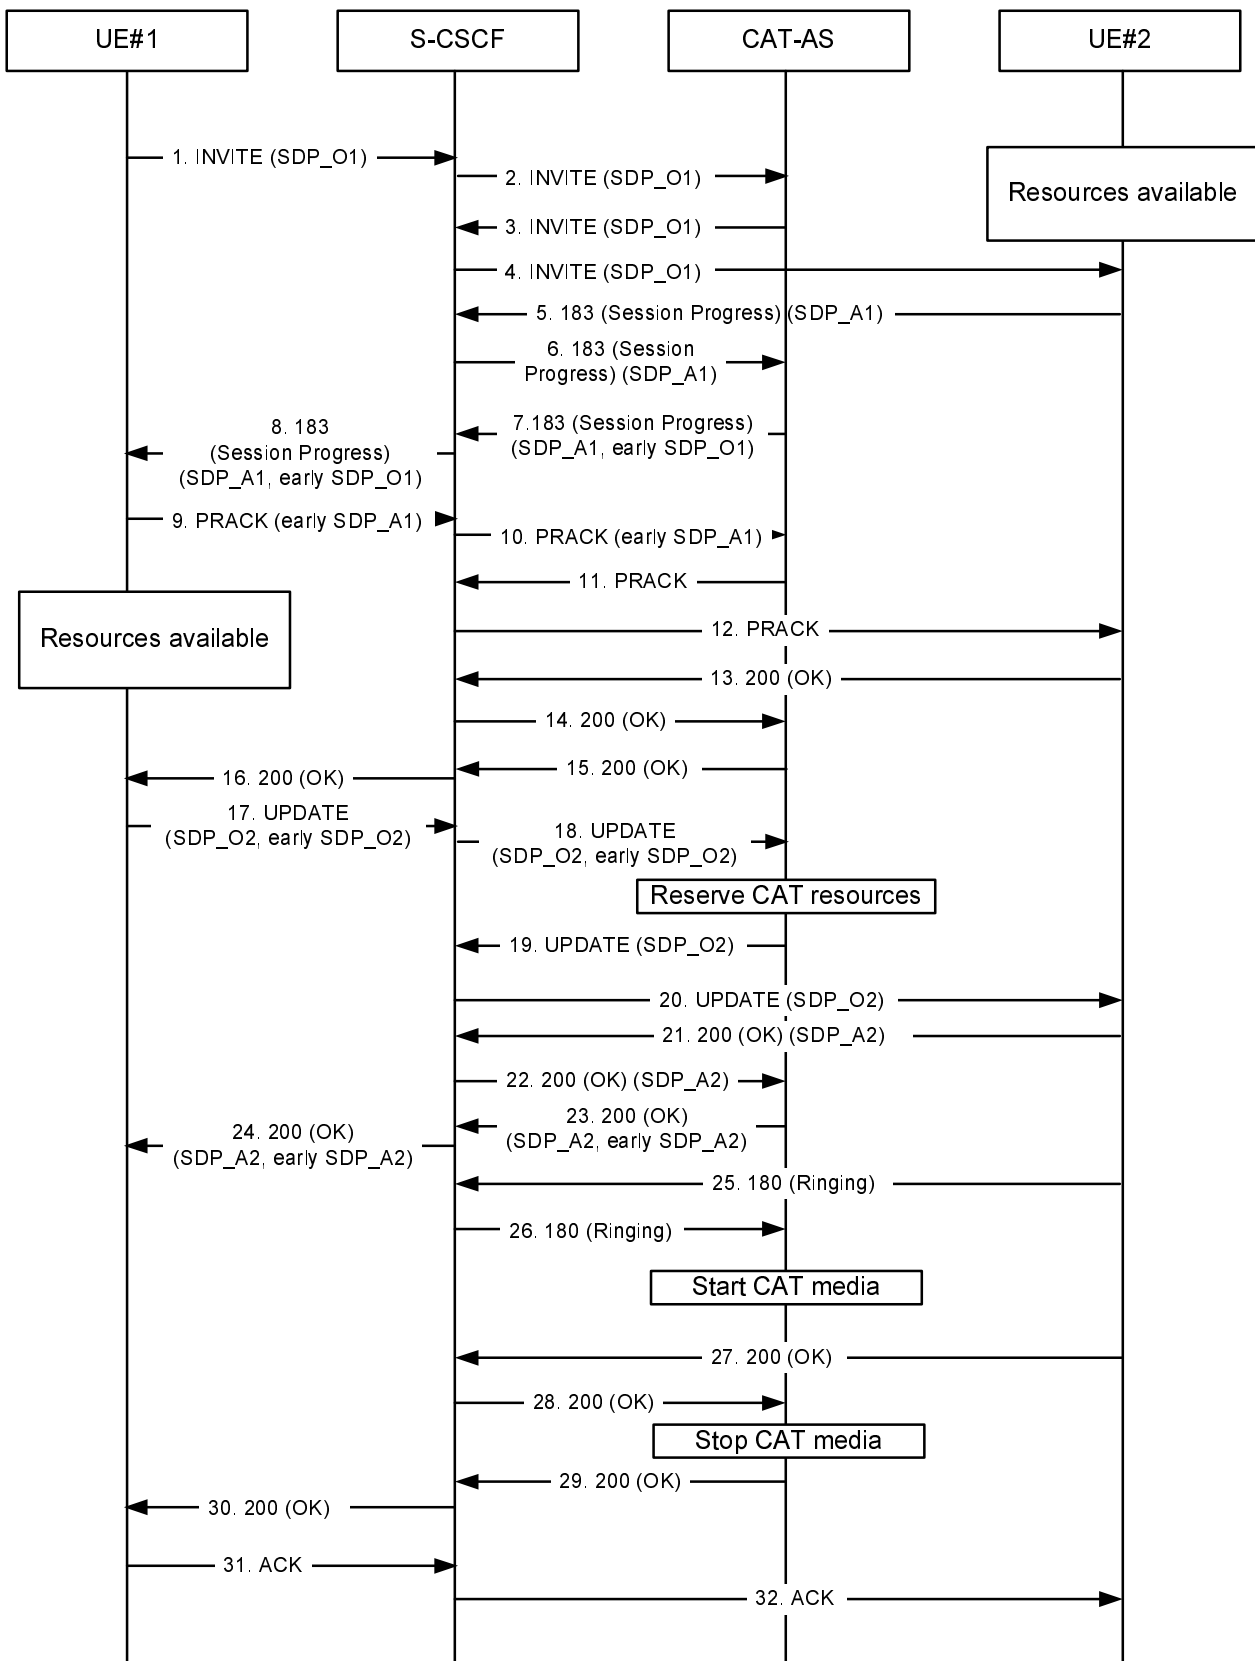 UE#1
S-CSCF
CAT-AS
UE#2
1. INVITE (SDP_O1)
Resources available
2. INVITE (SDP_O1)
3. INVITE (SDP_O1)
4. INVITE (SDP_O1)
5. 183 (Session Progress) (SDP_A1)
6. 183 (Session
Progress) (SDP_A1)
7.183 (Session Progress)
(SDP_A1, early SDP_O1)
8. 183
(Session Progress)
(SDP_A1, early SDP_O1)
9. PRACK (early SDP_A1)
10. PRACK (early SDP_A1)
11. PRACK
Resources available
12. PRACK
13. 200 (OK)
14. 200 (OK)
15. 200 (OK)
16. 200 (OK)
17. UPDATE
(SDP_O2, early SDP_O2)
18. UPDATE
(SDP_O2, early SDP_O2)
Reserve CAT resources
19. UPDATE (SDP_O2)
20. UPDATE (SDP_O2)
21. 200 (OK) (SDP_A2)
22. 200 (OK) (SDP_A2)
23. 200 (OK)
(SDP_A2, early SDP_A2)
24. 200 (OK)
(SDP_A2, early SDP_A2)
25. 180 (Ringing)
26. 180 (Ringing)
Start CAT media
27. 200 (OK)
28. 200 (OK)
Stop CAT media
29. 200 (OK)
30. 200 (OK)
31. ACK
32. ACK